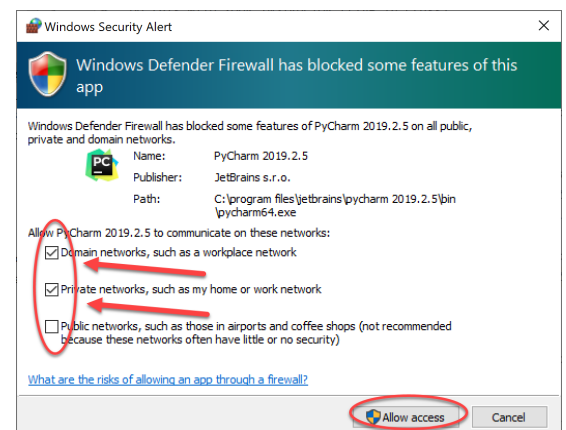 Windows Security Alert
Windows Defender Firewall has blocked some features of this
app
Windows Defender Firewall has blocked some features of PyCharm 2019.2.5 on all public,
private and domain networks.
PC
Name: PyCharm 2019.2.5
Publisher: JetBrains s.r.o.
Path: C:\program files\jetbrains\pycharm 2019.2.5\bin
\pycharm64.exe
Allow PyCharm 2019.2.5 to communicate on these networks:
Domain networks, such as a workplace network
Private networks, such as my home or work network
Public networks, such as those in airports and coffee shops (not recommended
because these networks often have little or no security)
What are the risks of allowing an app through a firewall?
Allow access Cancel